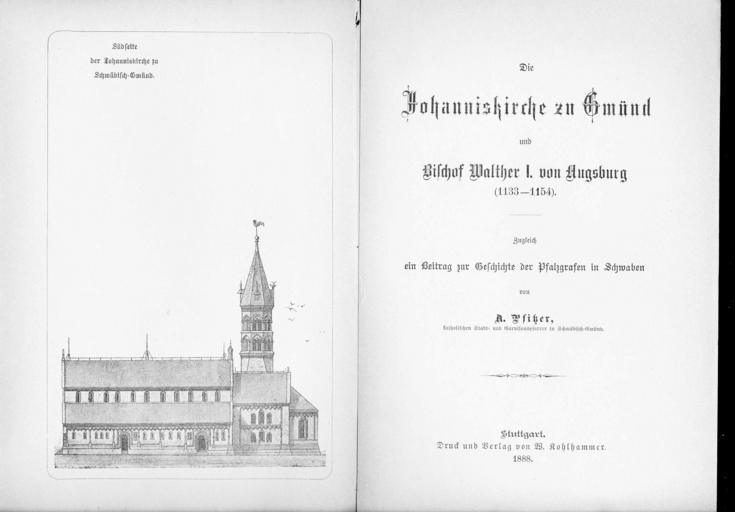 Südseite
der Johanniskirche zu
Schwäbisch-Gmünd.
Die
Johanniskirche zu Gmünd
und
Bischof Walther I. von Augsburg
(1133—1154).
Zugleich
ein Beitrag zur Geschichte der Pfalzgrafen in Schwaben
von
A. Pfitzer,
katholischen Stadt- und Garnisonspfarrer in Schwäbisch-Gmünd.
Stuttgart.
Druck und Verlag von W. Kohlhammer.
1888.